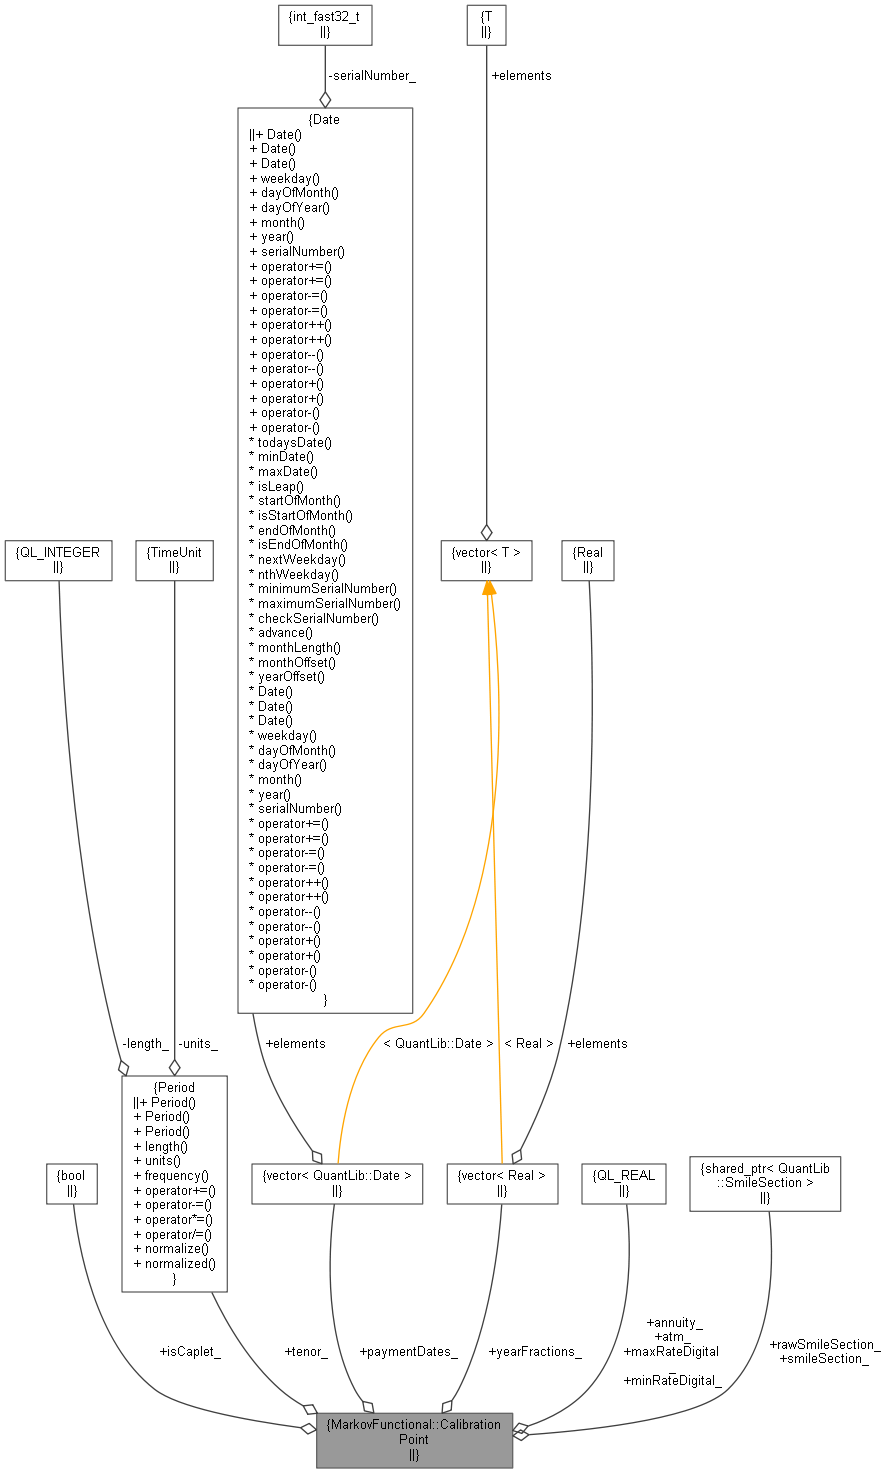 {int_fast32_t
||}
{T
||}
-serialNumber_
+elements
{Date
||+ Date()
+ Date()
+ Date()
+ weekday()
+ dayOfMonth()
+ dayOfYear()
+ month()
+ year()
+ serialNumber()
+ operator+=()
+ operator+=()
+ operator-=()
+ operator-=()
+ operator++()
+ operator++()
+ operator--()
+ operator--()
+ operator+()
+ operator+()
+ operator-()
+ operator-()
* todaysDate()
* minDate()
* maxDate()
* isLeap()
* startOfMonth()
* isStartOfMonth()
* endOfMonth()
* isEndOfMonth()
* nextWeekday()
* nthWeekday()
* minimumSerialNumber()
* maximumSerialNumber()
* checkSerialNumber()
* advance()
* monthLength()
* monthOffset()
* yearOffset()
* Date()
* Date()
* Date()
* weekday()
* dayOfMonth()
* dayOfYear()
* month()
* year()
* serialNumber()
* operator+=()
* operator+=()
* operator-=()
* operator-=()
* operator++()
* operator++()
* operator--()
* operator--()
* operator+()
* operator+()
* operator-()
* operator-()
}
{QL_INTEGER
||}
{TimeUnit
||}
{vector< T >
||}
{Real
||}
-length_
-units_
+elements
< QuantLib::Date >
< Real >
+elements
{Period
||+ Period()
+ Period()
+ Period()
+ length()
+ units()
+ frequency()
+ operator+=()
+ operator-=()
+ operator*=()
+ operator/=()
+ normalize()
+ normalized()
}
{bool
||}
{vector< QuantLib::Date >
||}
{vector< Real >
||}
{QL_REAL
||}
{shared_ptr< QuantLib
::SmileSection >
||}
+isCaplet_
+tenor_
+paymentDates_
+yearFractions_
+annuity_
+atm_
+maxRateDigital
_
+minRateDigital_
+rawSmileSection_
+smileSection_
{MarkovFunctional::Calibration
Point
||}